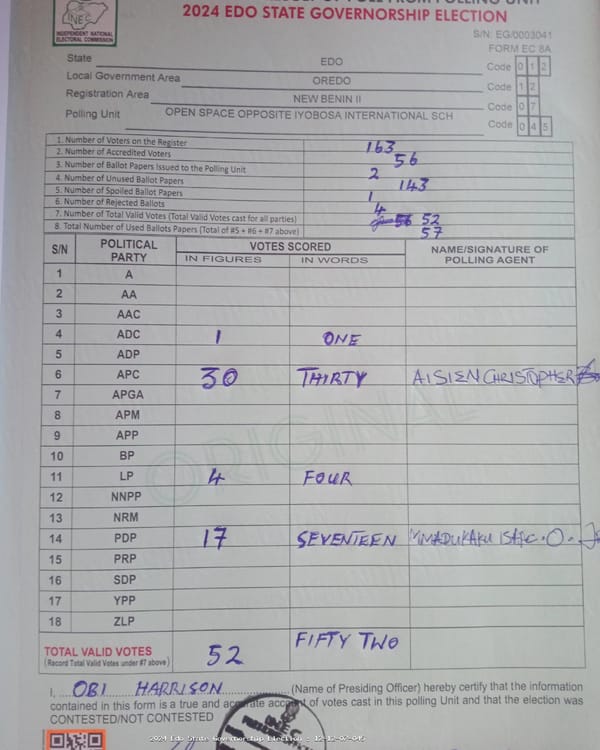 2024 EDO STATE GOVERNORSHIP ELECTION
INEC
INDEPENDENT NATIONAL
ELECTORAL COMMISSION
S/N: EG/0003041
FORM EC 8A
State EDO Code 0 1 2
Local Government Area OREDO Code 1 2
Registration Area NEW BENIN II Code 0 7
Polling Unit OPEN SPACE OPPOSITE IYOBOSA INTERNATIONAL SCH Code 0 4 5
1. Number of Voters on the Register 163
2. Number of Accredited Voters 56
3. Number of Ballot Papers Issued to the Polling Unit 2
4. Number of Unused Ballot Papers 143
5. Number of Spoiled Ballot Papers 1
6. Number of Rejected Ballots 4
7. Number of Total Valid Votes (Total Valid Votes cast for all parties) 56 52
8. Total Number of Used Ballots Papers (Total of #5 + #6 + #7 above) 57
S/N POLITICAL PARTY VOTES SCORED NAME/SIGNATURE OF POLLING AGENT
IN FIGURES IN WORDS
1 A
2 AA
3 AAC
4 ADC 1 ONE
5 ADP
6 APC 30 THIRTY AISIEN CHRISTOPHER
7 APGA
8 APM
9 APP
10 BP
11 LP 4 FOUR
12 NNPP
13 NRM
14 PDP 17 SEVENTEEN
15 PRP
16 SDP
17 YPP
18 ZLP
ORIGINAL
TOTAL VALID VOTES 52 FIFTY TWO
(Record Total Valid Votes under #7 above)
I, OBI HARRISON (Name of Presiding Officer) hereby certify that the information
contained in this form is a true and accurate account of votes cast in this polling Unit and that the election was
CONTESTED/NOT CONTESTED
2024 Edo State Governorship Election - 12-12-07-045